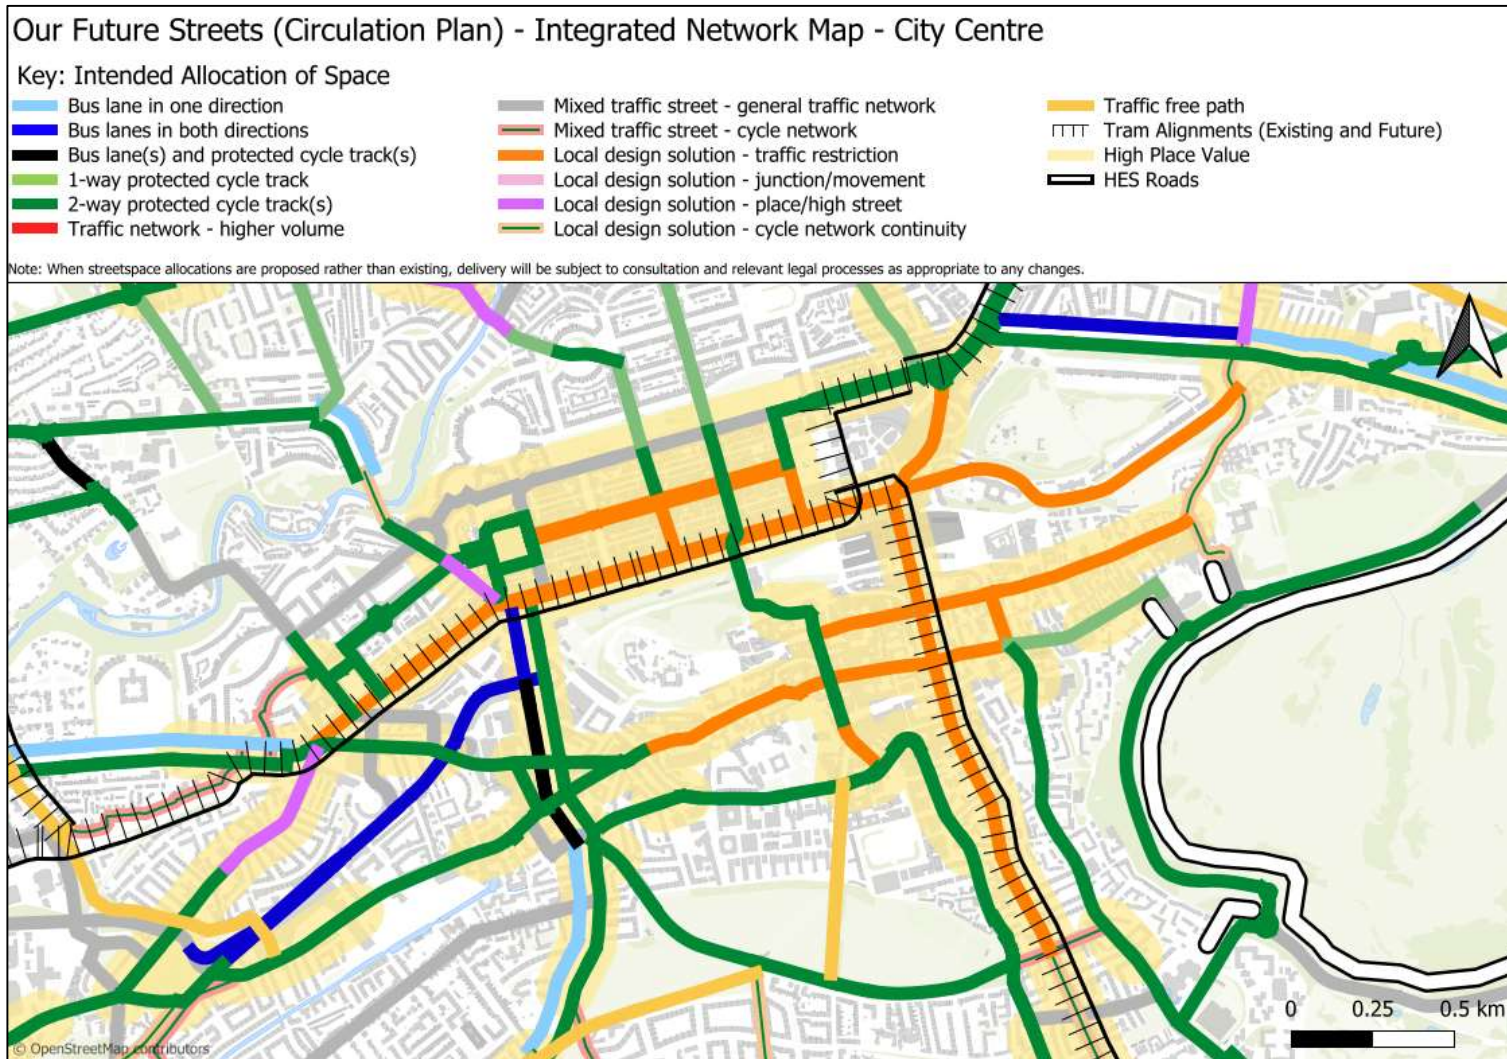 Our Future Streets (Circulation Plan) - Integrated Network Map - City Centre
Key: Intended Allocation of Space
Bus lane in one direction
Bus lanes in both directions
Bus lane(s) and protected cycle track(s)
1-way protected cycle track
2-way protected cycle track(s)
Traffic network - higher volume
Mixed traffic street - general traffic network
Mixed traffic street - cycle network
Local design solution - traffic restriction
Local design solution - junction/movement
Local design solution - place/high street
Local design solution - cycle network continuity
Traffic free path
Tram Alignments (Existing and Future)
High Place Value
HES Roads
Note: When streetspace allocations are proposed rather than existing, delivery will be subject to consultation and relevant legal processes as appropriate to any changes.
0 0.25 0.5 km
© OpenStreetMap contributors